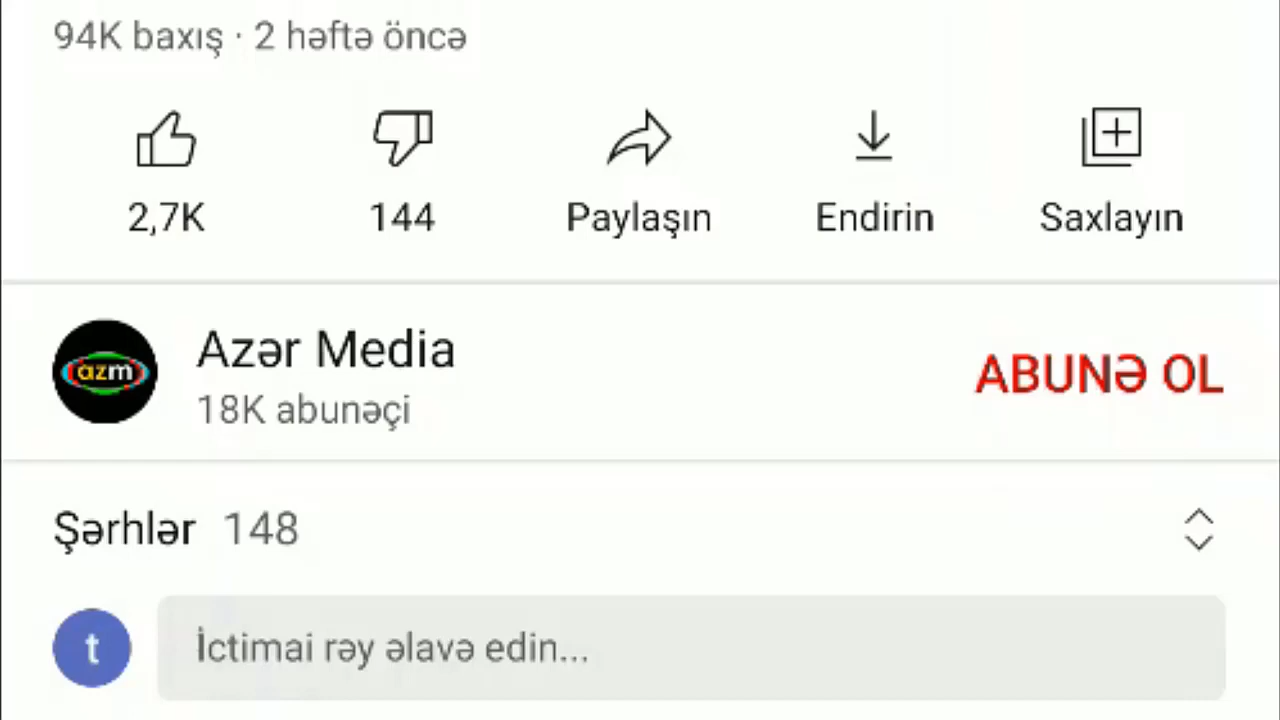 94K baxış · 2 həftə öncə
2,7K 144 Paylaşın Endirin Saxlayın
azm
Azər Media
18K abunəçi
ABUNƏ OL
Şərhlər 148
t
İctimai rəy əlavə edin...